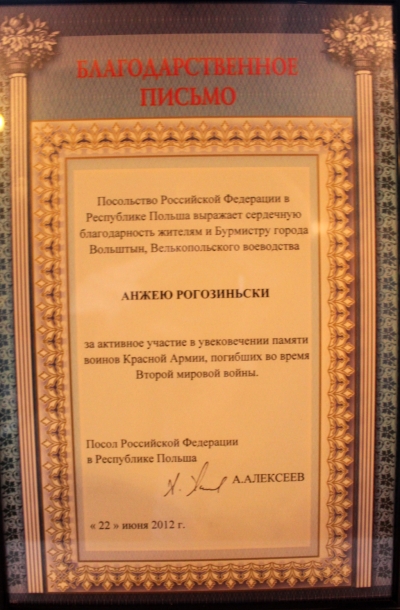 БЛАГОДАРСТВЕННОЕ
ПИСЬМО
Посольство Российской Федерации в
Республике Польша выражает сердечную
благодарность жителям и Бурмистру города
Вольштын, Велькопольского воеводства
АНЖЕЮ РОГОЗИНЬСКИ
за активное участие в увековечении памяти
воинов Красной Армии, погибших во время
Второй мировой войны.
Посол Российской Федерации
в Республике Польша
А.АЛЕКСЕЕВ
« 22 » июня 2012 г.